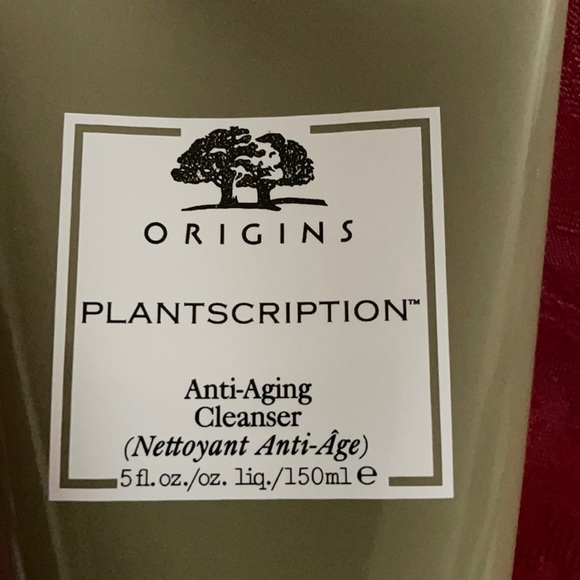 ORIGINS
PLANTSCRIPTION™
Anti-Aging
Cleanser
(Nettoyant Anti-Âge)
5 fl. oz./oz. liq./150ml ℮